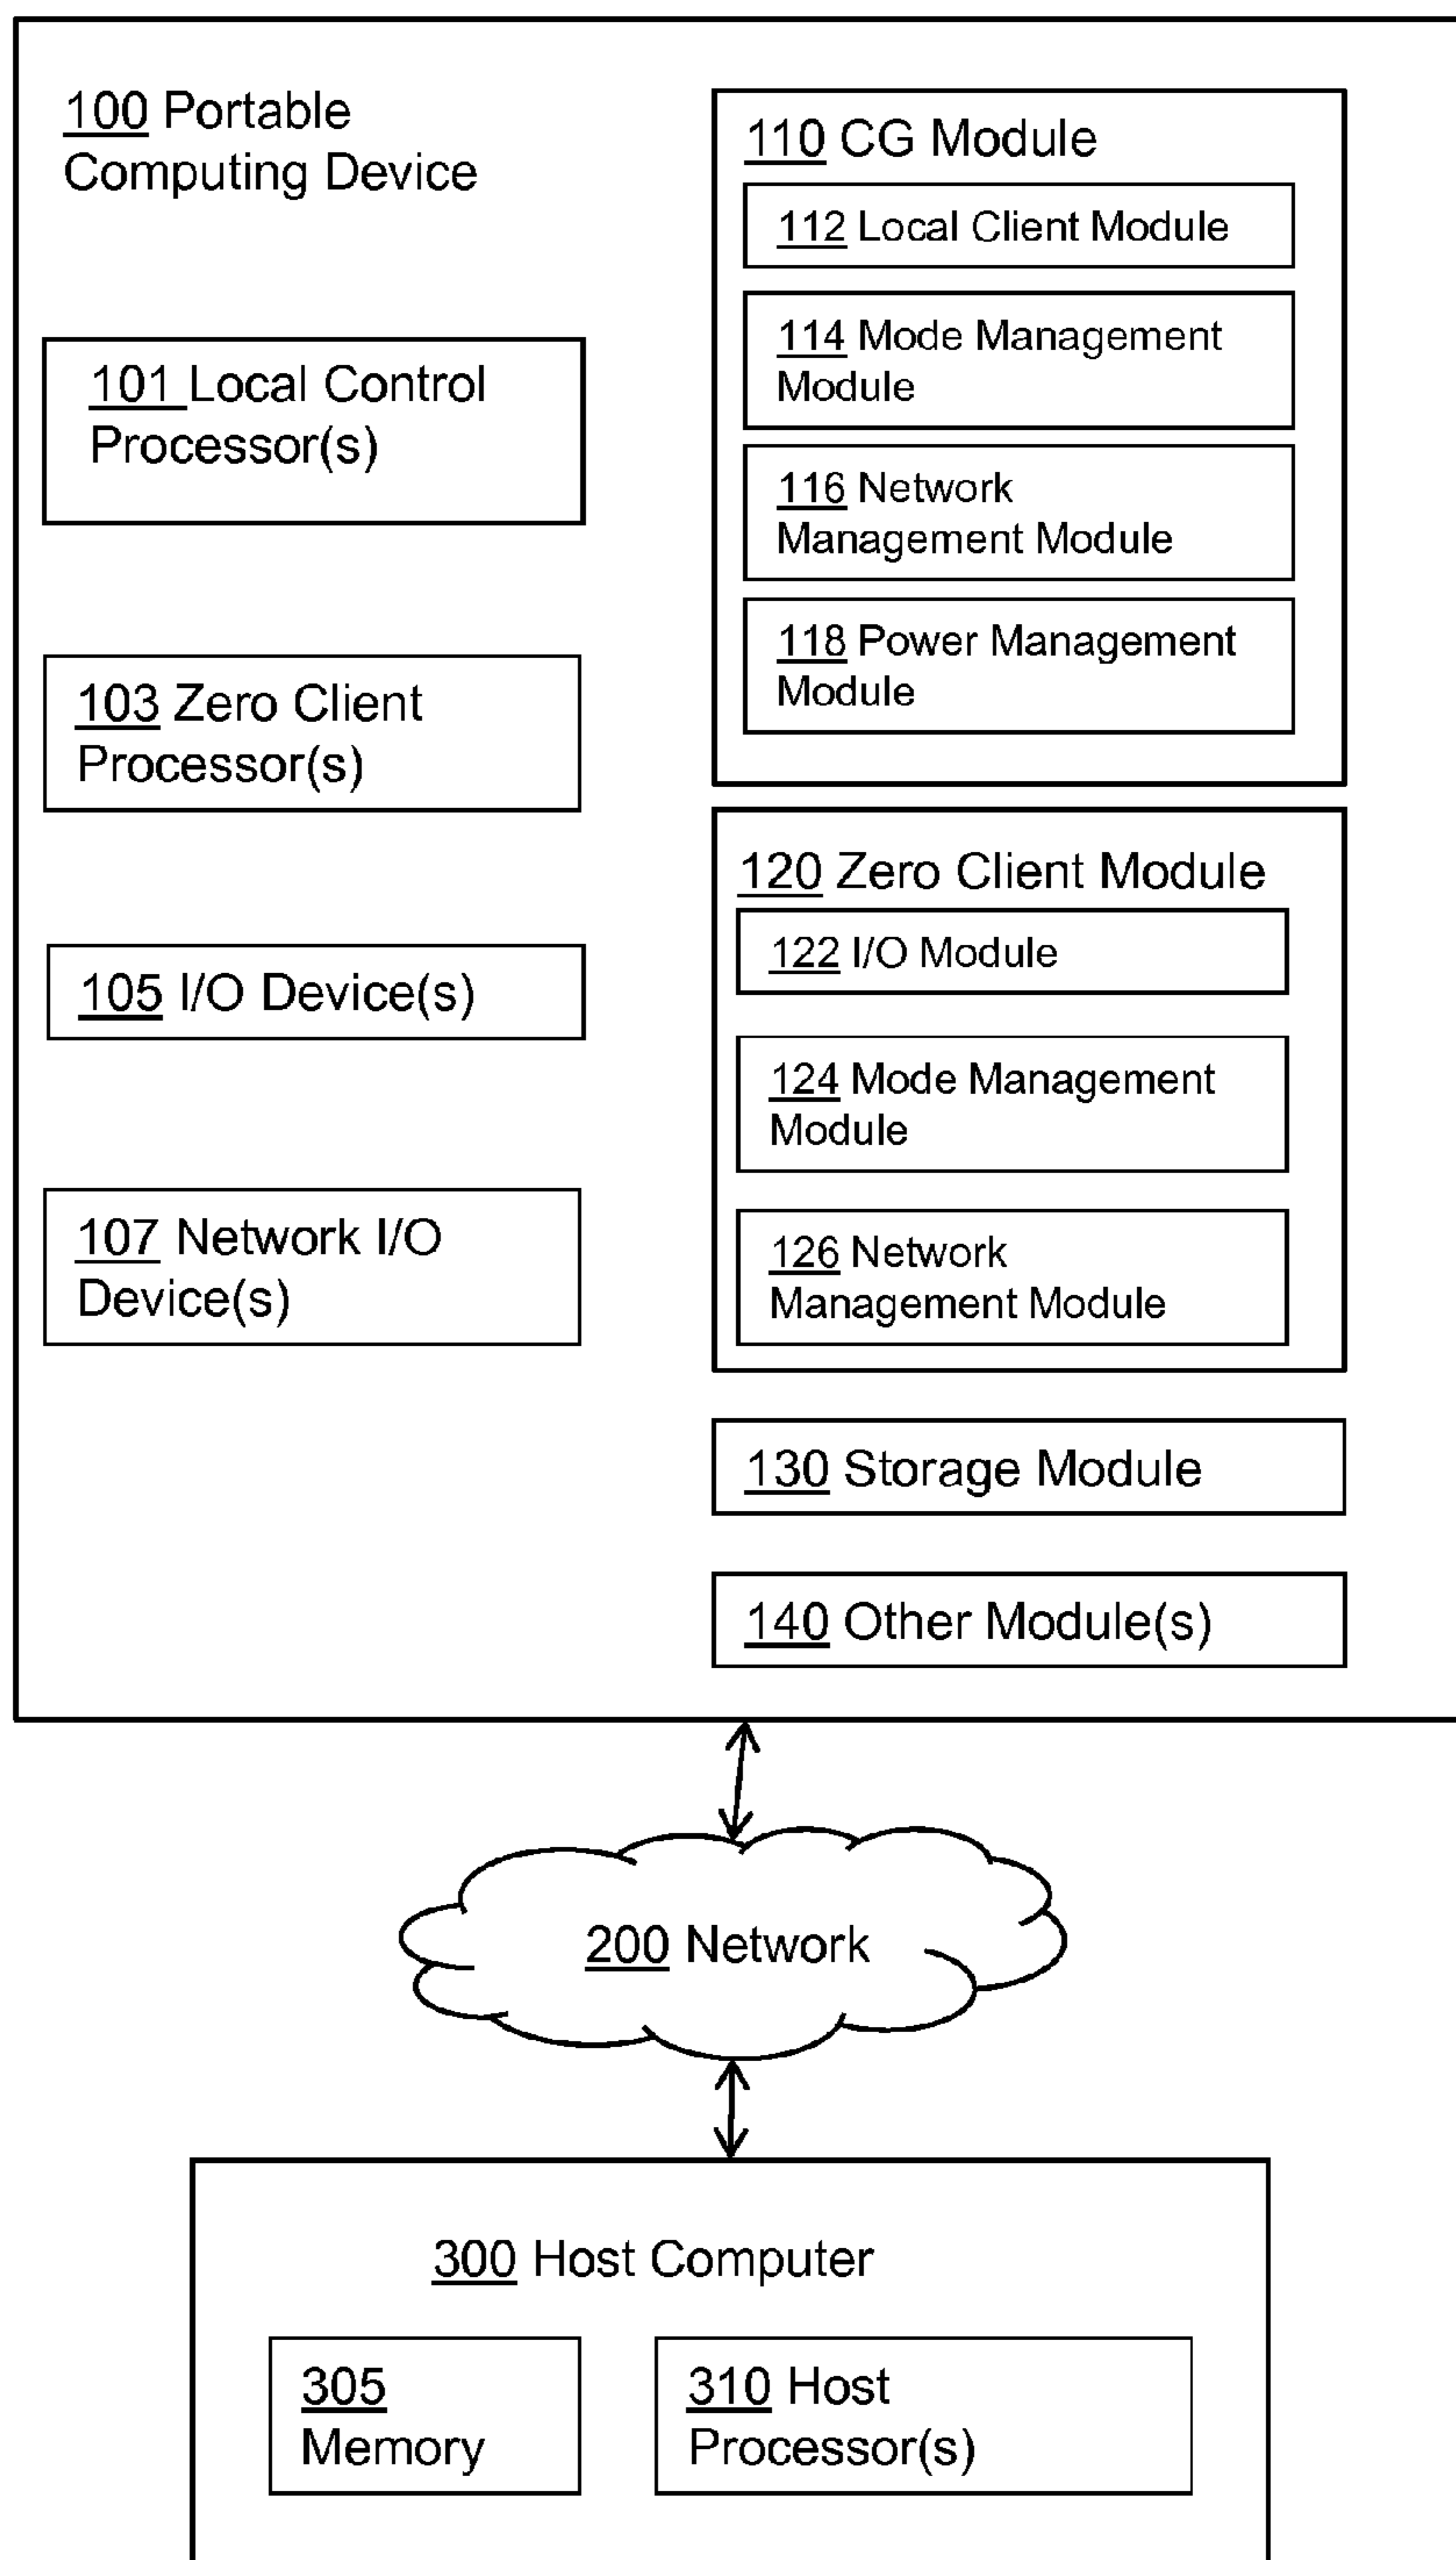 100 Portable
Computing Device
101 Local Control
Processor(s)
103 Zero Client
Processor(s)
105 I/O Device(s)
107 Network I/O
Device(s)
110 CG Module
112 Local Client Module
114 Mode Management
Module
116 Network
Management Module
118 Power Management
Module
120 Zero Client Module
122 I/O Module
124 Mode Management
Module
126 Network
Management Module
130 Storage Module
140 Other Module(s)
200 Network
300 Host Computer
305
Memory
310 Host
Processor(s)